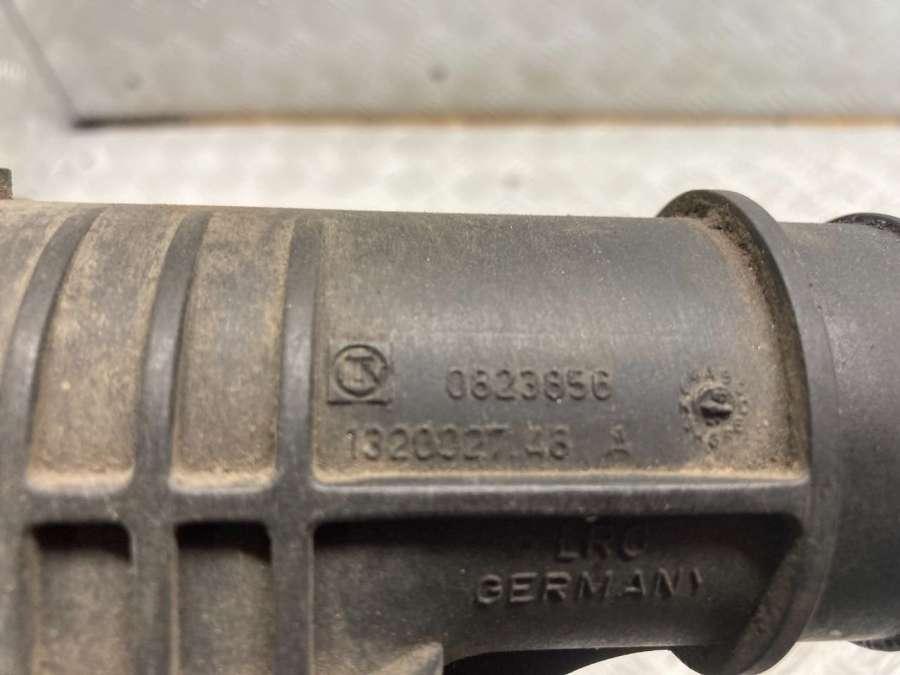 0823856
1320027.48 A
LRC
GERMANY